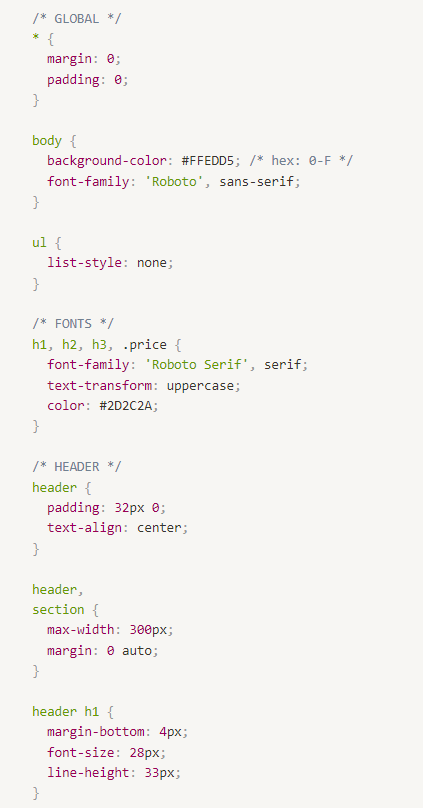 /* GLOBAL */
* {
  margin: 0;
  padding: 0;
}

body {
  background-color: #FFEDD5; /* hex: 0-F */
  font-family: 'Roboto', sans-serif;
}

ul {
  list-style: none;
}

/* FONTS */
h1, h2, h3, .price {
  font-family: 'Roboto Serif', serif;
  text-transform: uppercase;
  color: #2D2C2A;
}

/* HEADER */
header {
  padding: 32px 0;
  text-align: center;
}

header,
section {
  max-width: 300px;
  margin: 0 auto;
}

header h1 {
  margin-bottom: 4px;
  font-size: 28px;
  line-height: 33px;
}